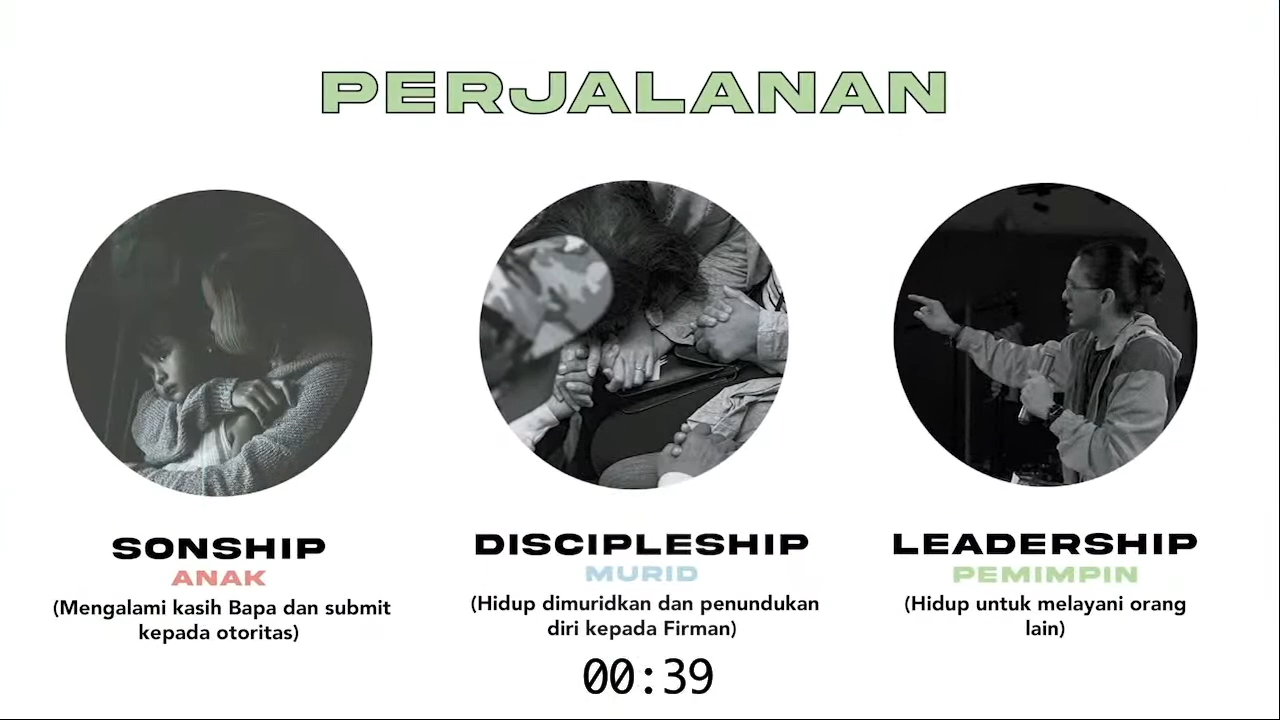 PERJALANAN
SONSHIP
ANAK
(Mengalami kasih Bapa dan submit
kepada otoritas)
DISCIPLESHIP
MURID
(Hidup dimuridkan dan penundukan
diri kepada Firman)
LEADERSHIP
PEMIMPIN
(Hidup untuk melayani orang
lain)
00:39